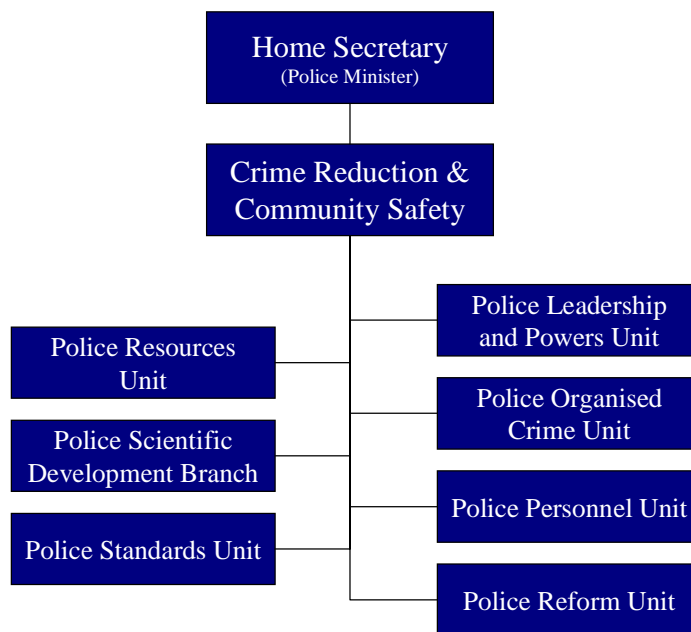 Home Secretary
(Police Minister)
Crime Reduction &
Community Safety
Police Leadership
and Powers Unit
Police Resources
Unit
Police Organised
Crime Unit
Police Scientific
Development Branch
Police Personnel Unit
Police Standards Unit
Police Reform Unit